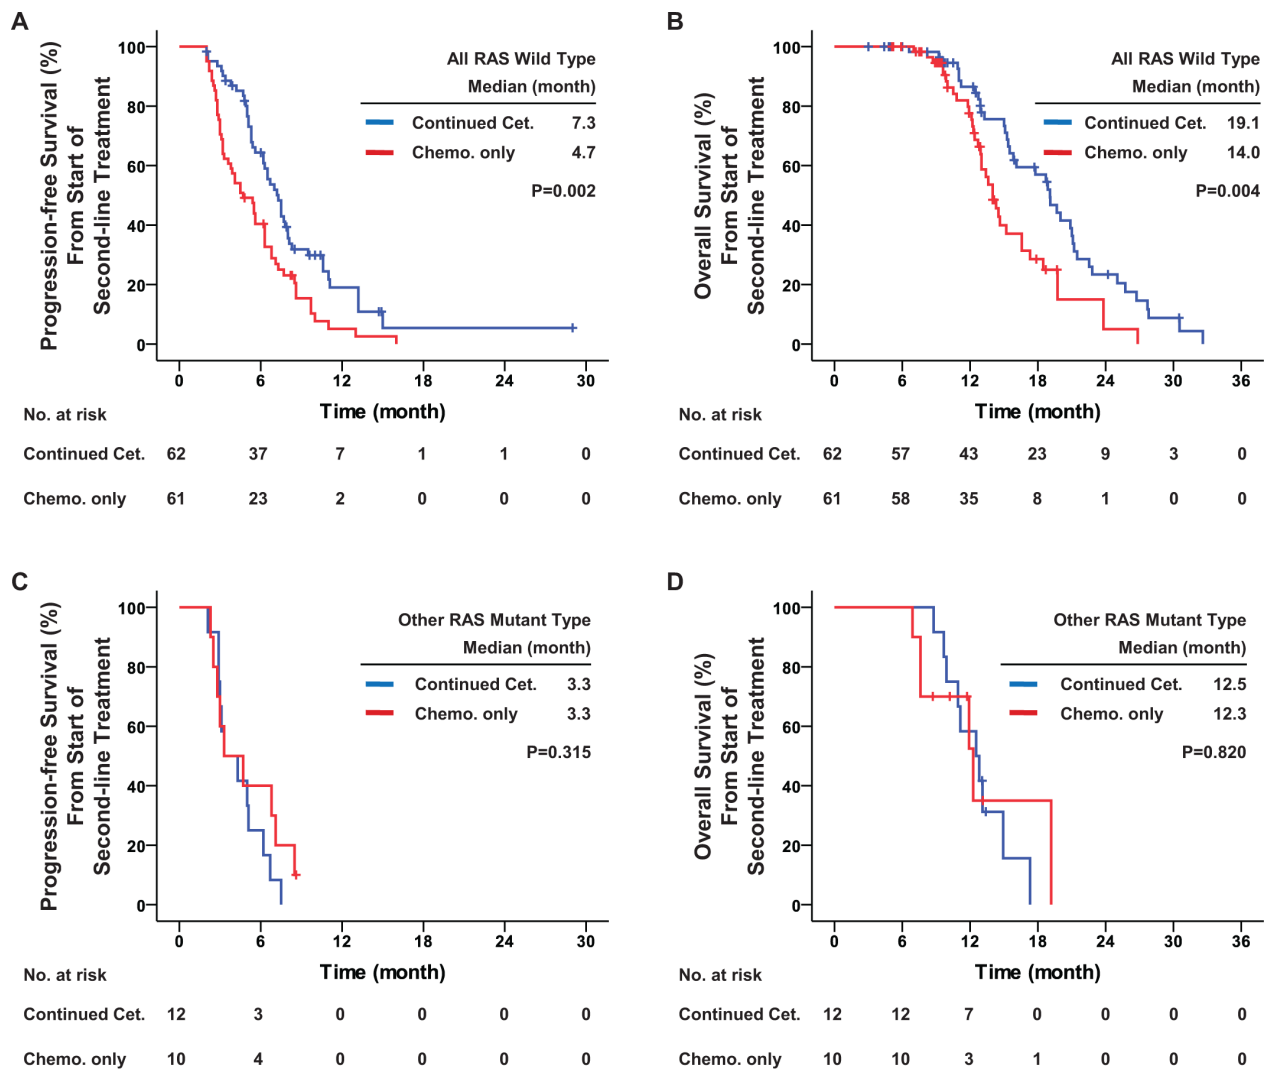 A
Progression-free Survival (%)
From Start of
Second-line Treatment
100
80
60
40
20
0
All RAS Wild Type
Median (month)
Continued Cet. 7.3
Chemo. only 4.7
P=0.002
0 6 12 18 24 30
Time (month)
No. at risk
Continued Cet. 62 37 7 1 1 0
Chemo. only 61 23 2 0 0 0
B
Overall Survival (%)
From Start of
Second-line Treatment
100
80
60
40
20
0
All RAS Wild Type
Median (month)
Continued Cet. 19.1
Chemo. only 14.0
P=0.004
0 6 12 18 24 30 36
Time (month)
No. at risk
Continued Cet. 62 57 43 23 9 3 0
Chemo. only 61 58 35 8 1 0 0
C
Progression-free Survival (%)
From Start of
Second-line Treatment
100
80
60
40
20
0
Other RAS Mutant Type
Median (month)
Continued Cet. 3.3
Chemo. only 3.3
P=0.315
0 6 12 18 24 30
Time (month)
No. at risk
Continued Cet. 12 3 0 0 0 0
Chemo. only 10 4 0 0 0 0
D
Overall Survival (%)
From Start of
Second-line Treatment
100
80
60
40
20
0
Other RAS Mutant Type
Median (month)
Continued Cet. 12.5
Chemo. only 12.3
P=0.820
0 6 12 18 24 30 36
Time (month)
No. at risk
Continued Cet. 12 12 7 0 0 0 0
Chemo. only 10 10 3 1 0 0 0